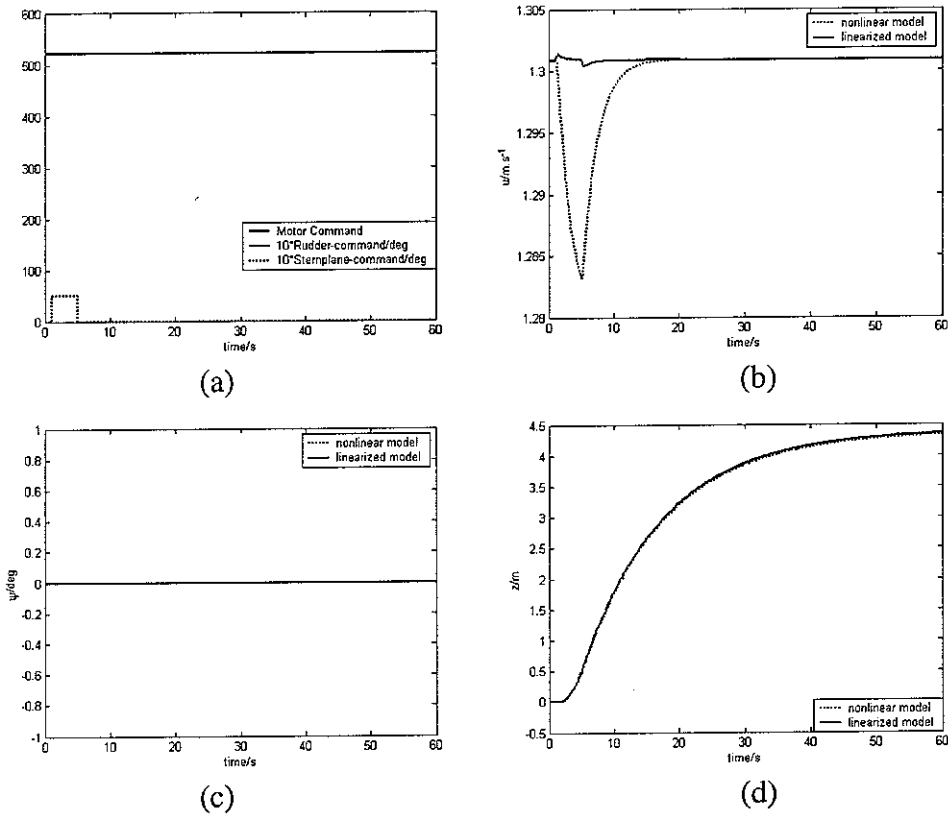 600
500
400
300
200
100
0
Motor Command
10*Rudder-command/deg
10*Sternplane-command/deg
0 10 20 30 40 50 60
time/s
(a)
1.305
1.3
1.295
1.29
1.285
1.28
u/m.s⁻¹
nonlinear model
linearized model
0 10 20 30 40 50 60
time/s
(b)
1
0.8
0.6
0.4
0.2
0
-0.2
-0.4
-0.6
-0.8
-1
ψ/deg
nonlinear model
linearized model
0 10 20 30 40 50 60
time/s
(c)
4.5
4
3.5
3
2.5
2
1.5
1
0.5
0
-0.5
z/m
nonlinear model
linearized model
0 10 20 30 40 50 60
time/s
(d)